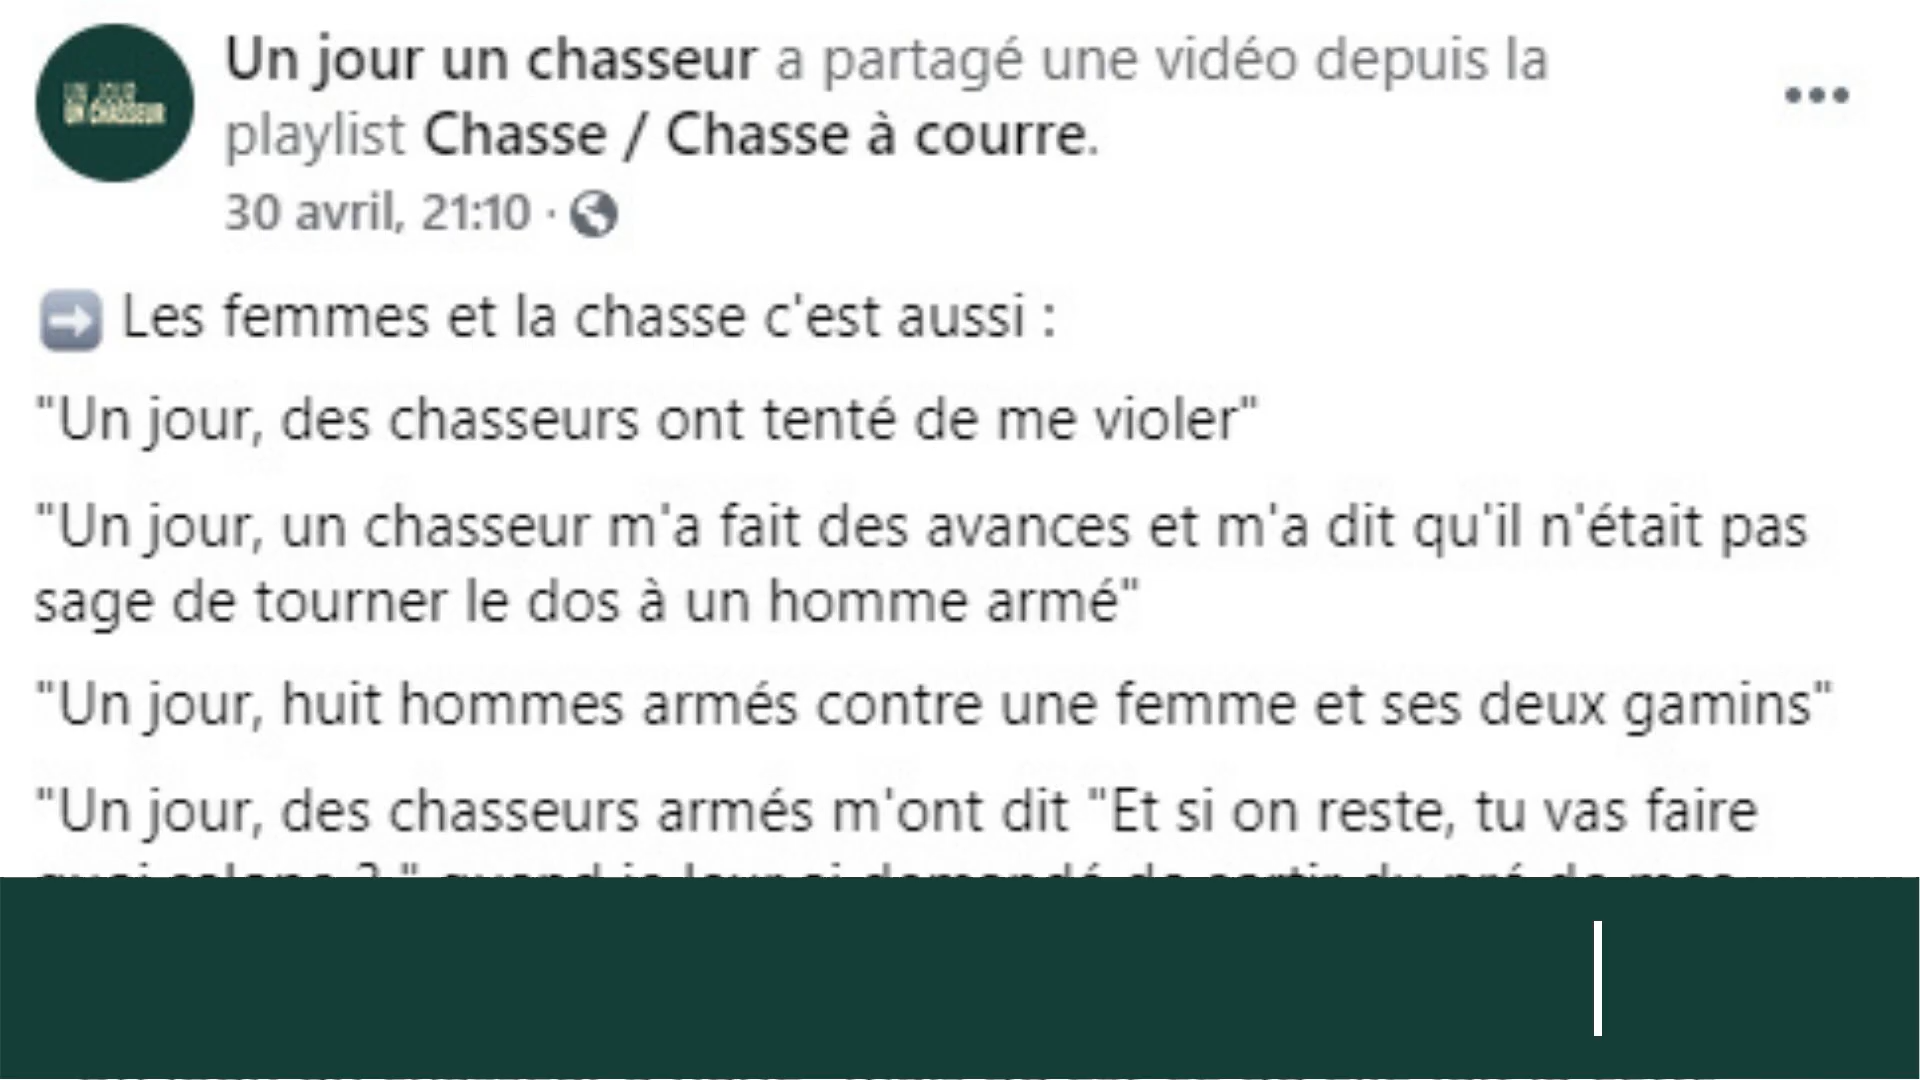 UN JOUR
UN CHASSEUR
Un jour un chasseur a partagé une vidéo depuis la
playlist Chasse / Chasse à courre.
30 avril, 21:10 ·
Les femmes et la chasse c'est aussi :
"Un jour, des chasseurs ont tenté de me violer"
"Un jour, un chasseur m'a fait des avances et m'a dit qu'il n'était pas
sage de tourner le dos à un homme armé"
"Un jour, huit hommes armés contre une femme et ses deux gamins"
"Un jour, des chasseurs armés m'ont dit "Et si on reste, tu vas faire